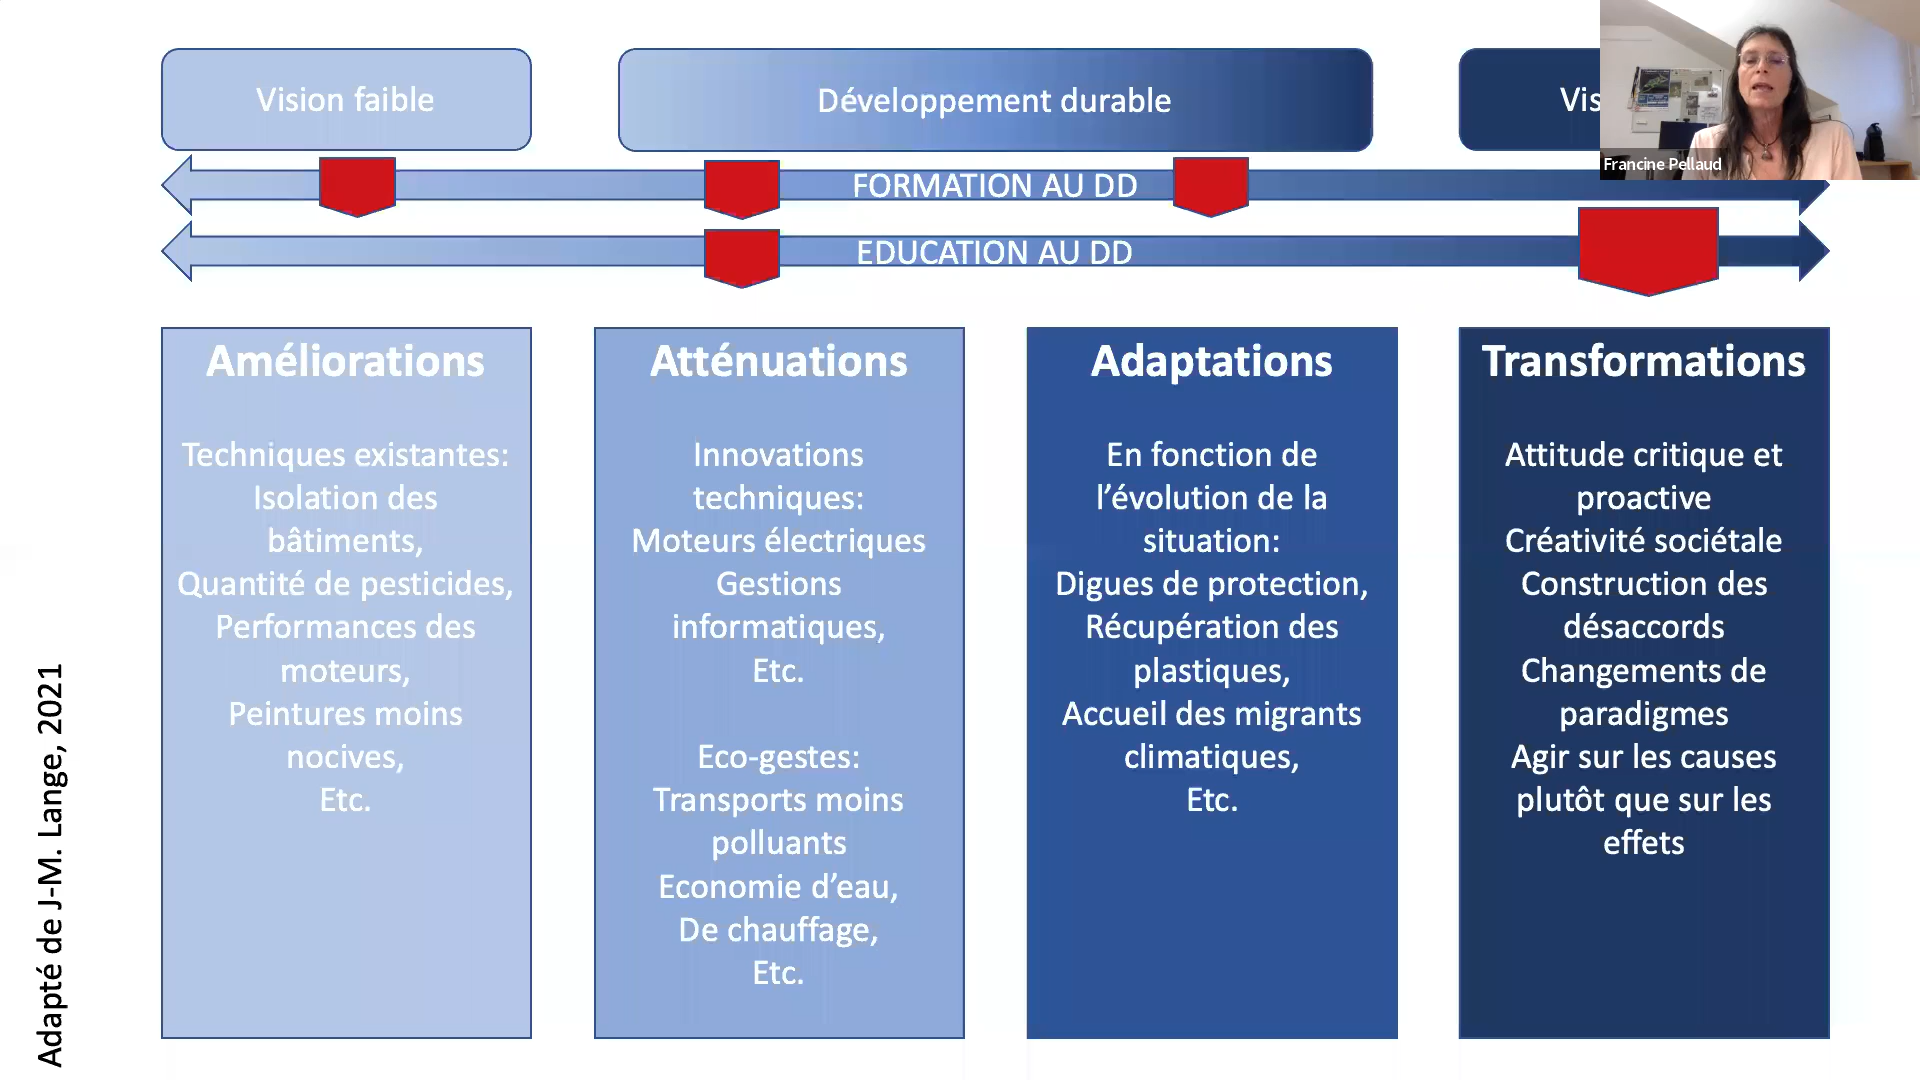 Vision faible
Développement durable
Vis
Francine Pellaud
FORMATION AU DD
EDUCATION AU DD
Améliorations
Techniques existantes:
Isolation des
bâtiments,
Quantité de pesticides,
Performances des
moteurs,
Peintures moins
nocives,
Etc.
Atténuations
Innovations
techniques:
Moteurs électriques
Gestions
informatiques,
Etc.
Eco-gestes:
Transports moins
polluants
Economie d’eau,
De chauffage,
Etc.
Adaptations
En fonction de
l’évolution de la
situation:
Digues de protection,
Récupération des
plastiques,
Accueil des migrants
climatiques,
Etc.
Transformations
Attitude critique et
proactive
Créativité sociétale
Construction des
désaccords
Changements de
paradigmes
Agir sur les causes
plutôt que sur les
effets
Adapté de J-M. Lange, 2021